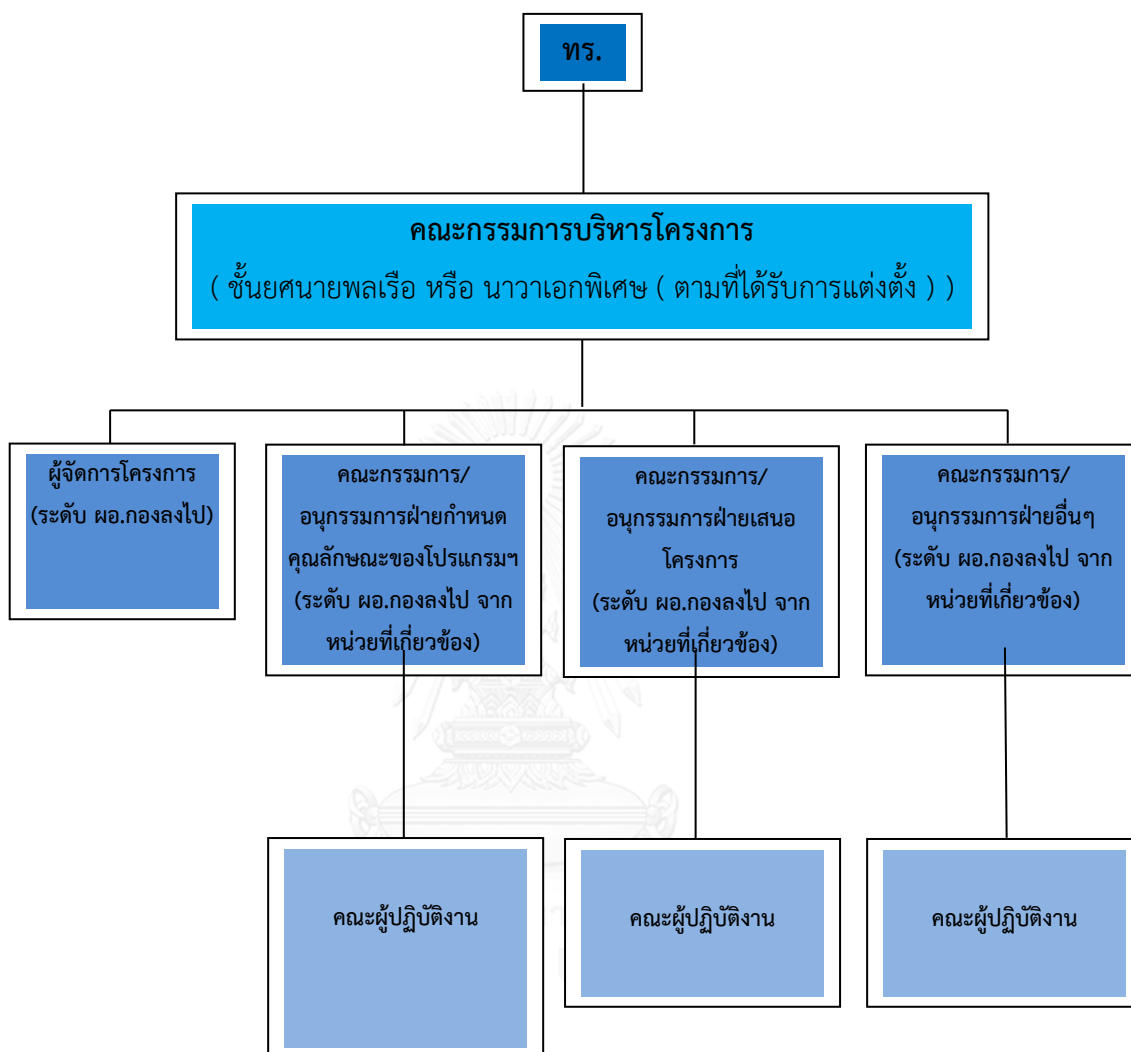 ทร.
คณะกรรมการบริหารโครงการ
( ชั้นยศนายพลเรือ หรือ นาวาเอกพิเศษ ( ตามที่ได้รับการแต่งตั้ง ) )
ผู้จัดการโครงการ
(ระดับ ผอ.กองลงไป)
คณะกรรมการ/
อนุกรรมการฝ่ายกำหนด
คุณลักษณะของโปรแกรมฯ
(ระดับ ผอ.กองลงไป จาก
หน่วยที่เกี่ยวข้อง)
คณะกรรมการ/
อนุกรรมการฝ่ายเสนอ
โครงการ
(ระดับ ผอ.กองลงไป จาก
หน่วยที่เกี่ยวข้อง)
คณะกรรมการ/
อนุกรรมการฝ่ายอื่นๆ
(ระดับ ผอ.กองลงไป จาก
หน่วยที่เกี่ยวข้อง)
คณะผู้ปฏิบัติงาน
คณะผู้ปฏิบัติงาน
คณะผู้ปฏิบัติงาน